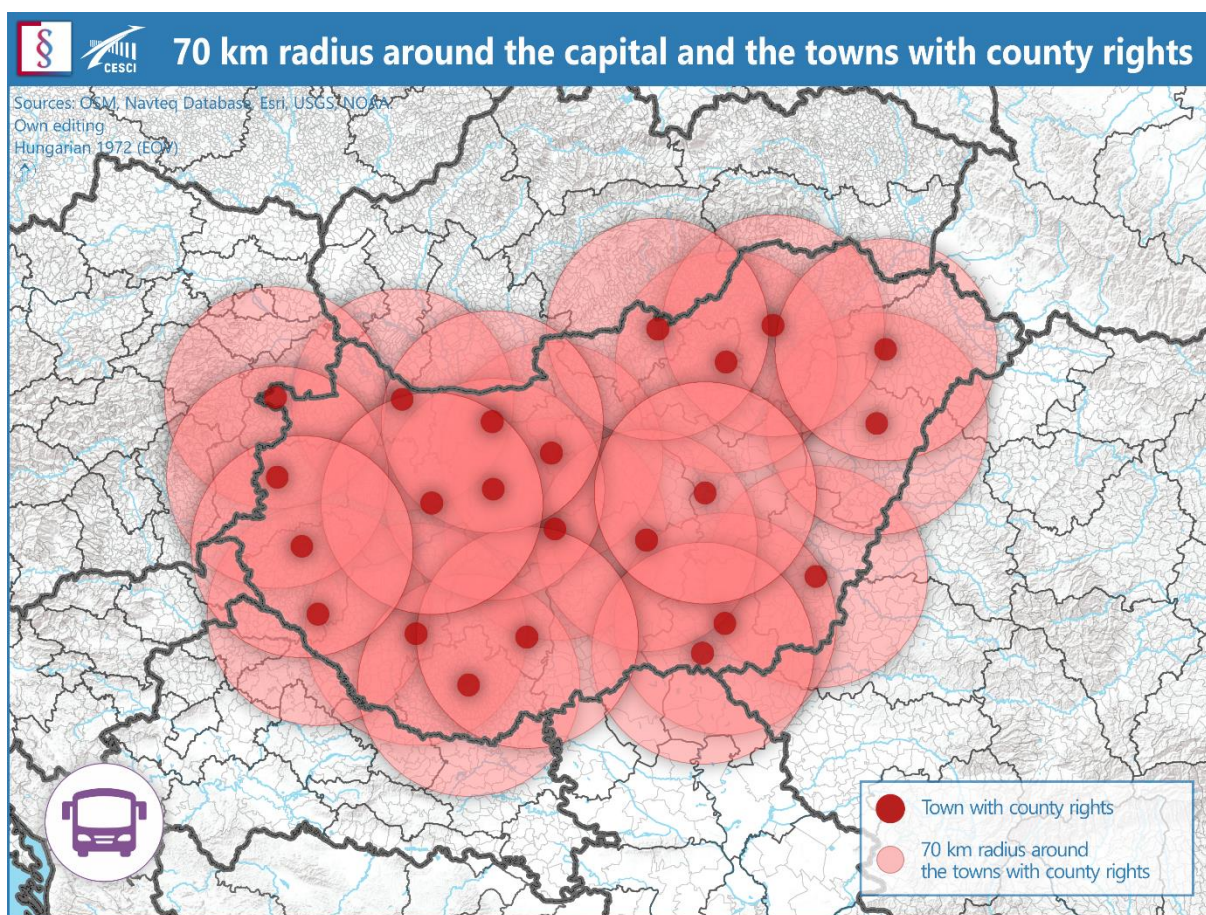 §
CESCI
70 km radius around the capital and the towns with county rights
Sources: OSM, Navteq Database, Esri, USGS, NOAA
Own editing
Hungarian 1972 (EOV)
Town with county rights
70 km radius around
the towns with county rights